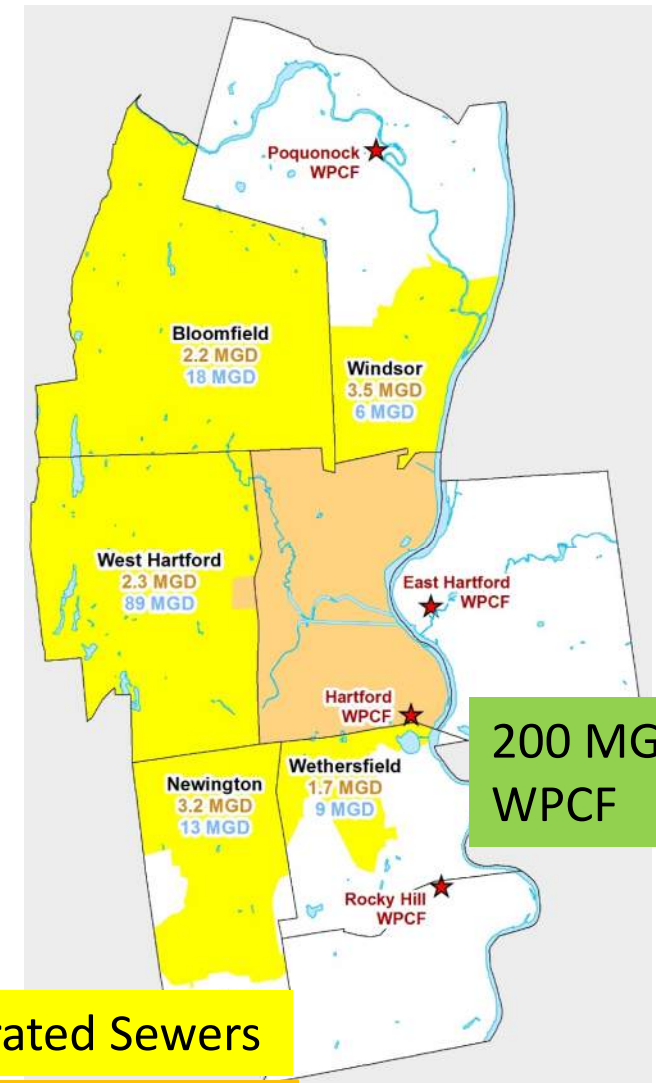 Poquonock
WPCF
Bloomfield
2.2 MGD
18 MGD
Windsor
3.5 MGD
6 MGD
West Hartford
2.3 MGD
89 MGD
East Hartford
WPCF
Hartford
WPCF
200 MG
WPCF
Newington
3.2 MGD
13 MGD
Wethersfield
1.7 MGD
9 MGD
Rocky Hill
WPCF
rated Sewers